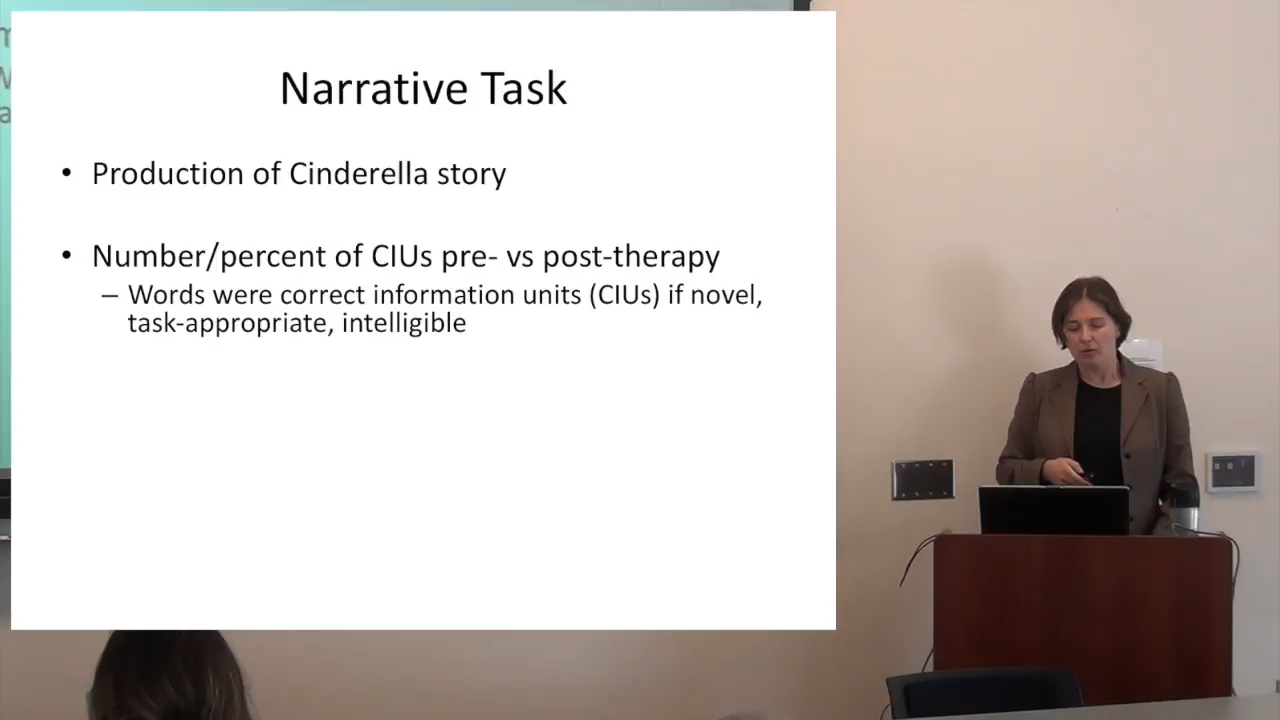 Narrative Task
• Production of Cinderella story
• Number/percent of CIUs pre- vs post-therapy
– Words were correct information units (CIUs) if novel,
task-appropriate, intelligible